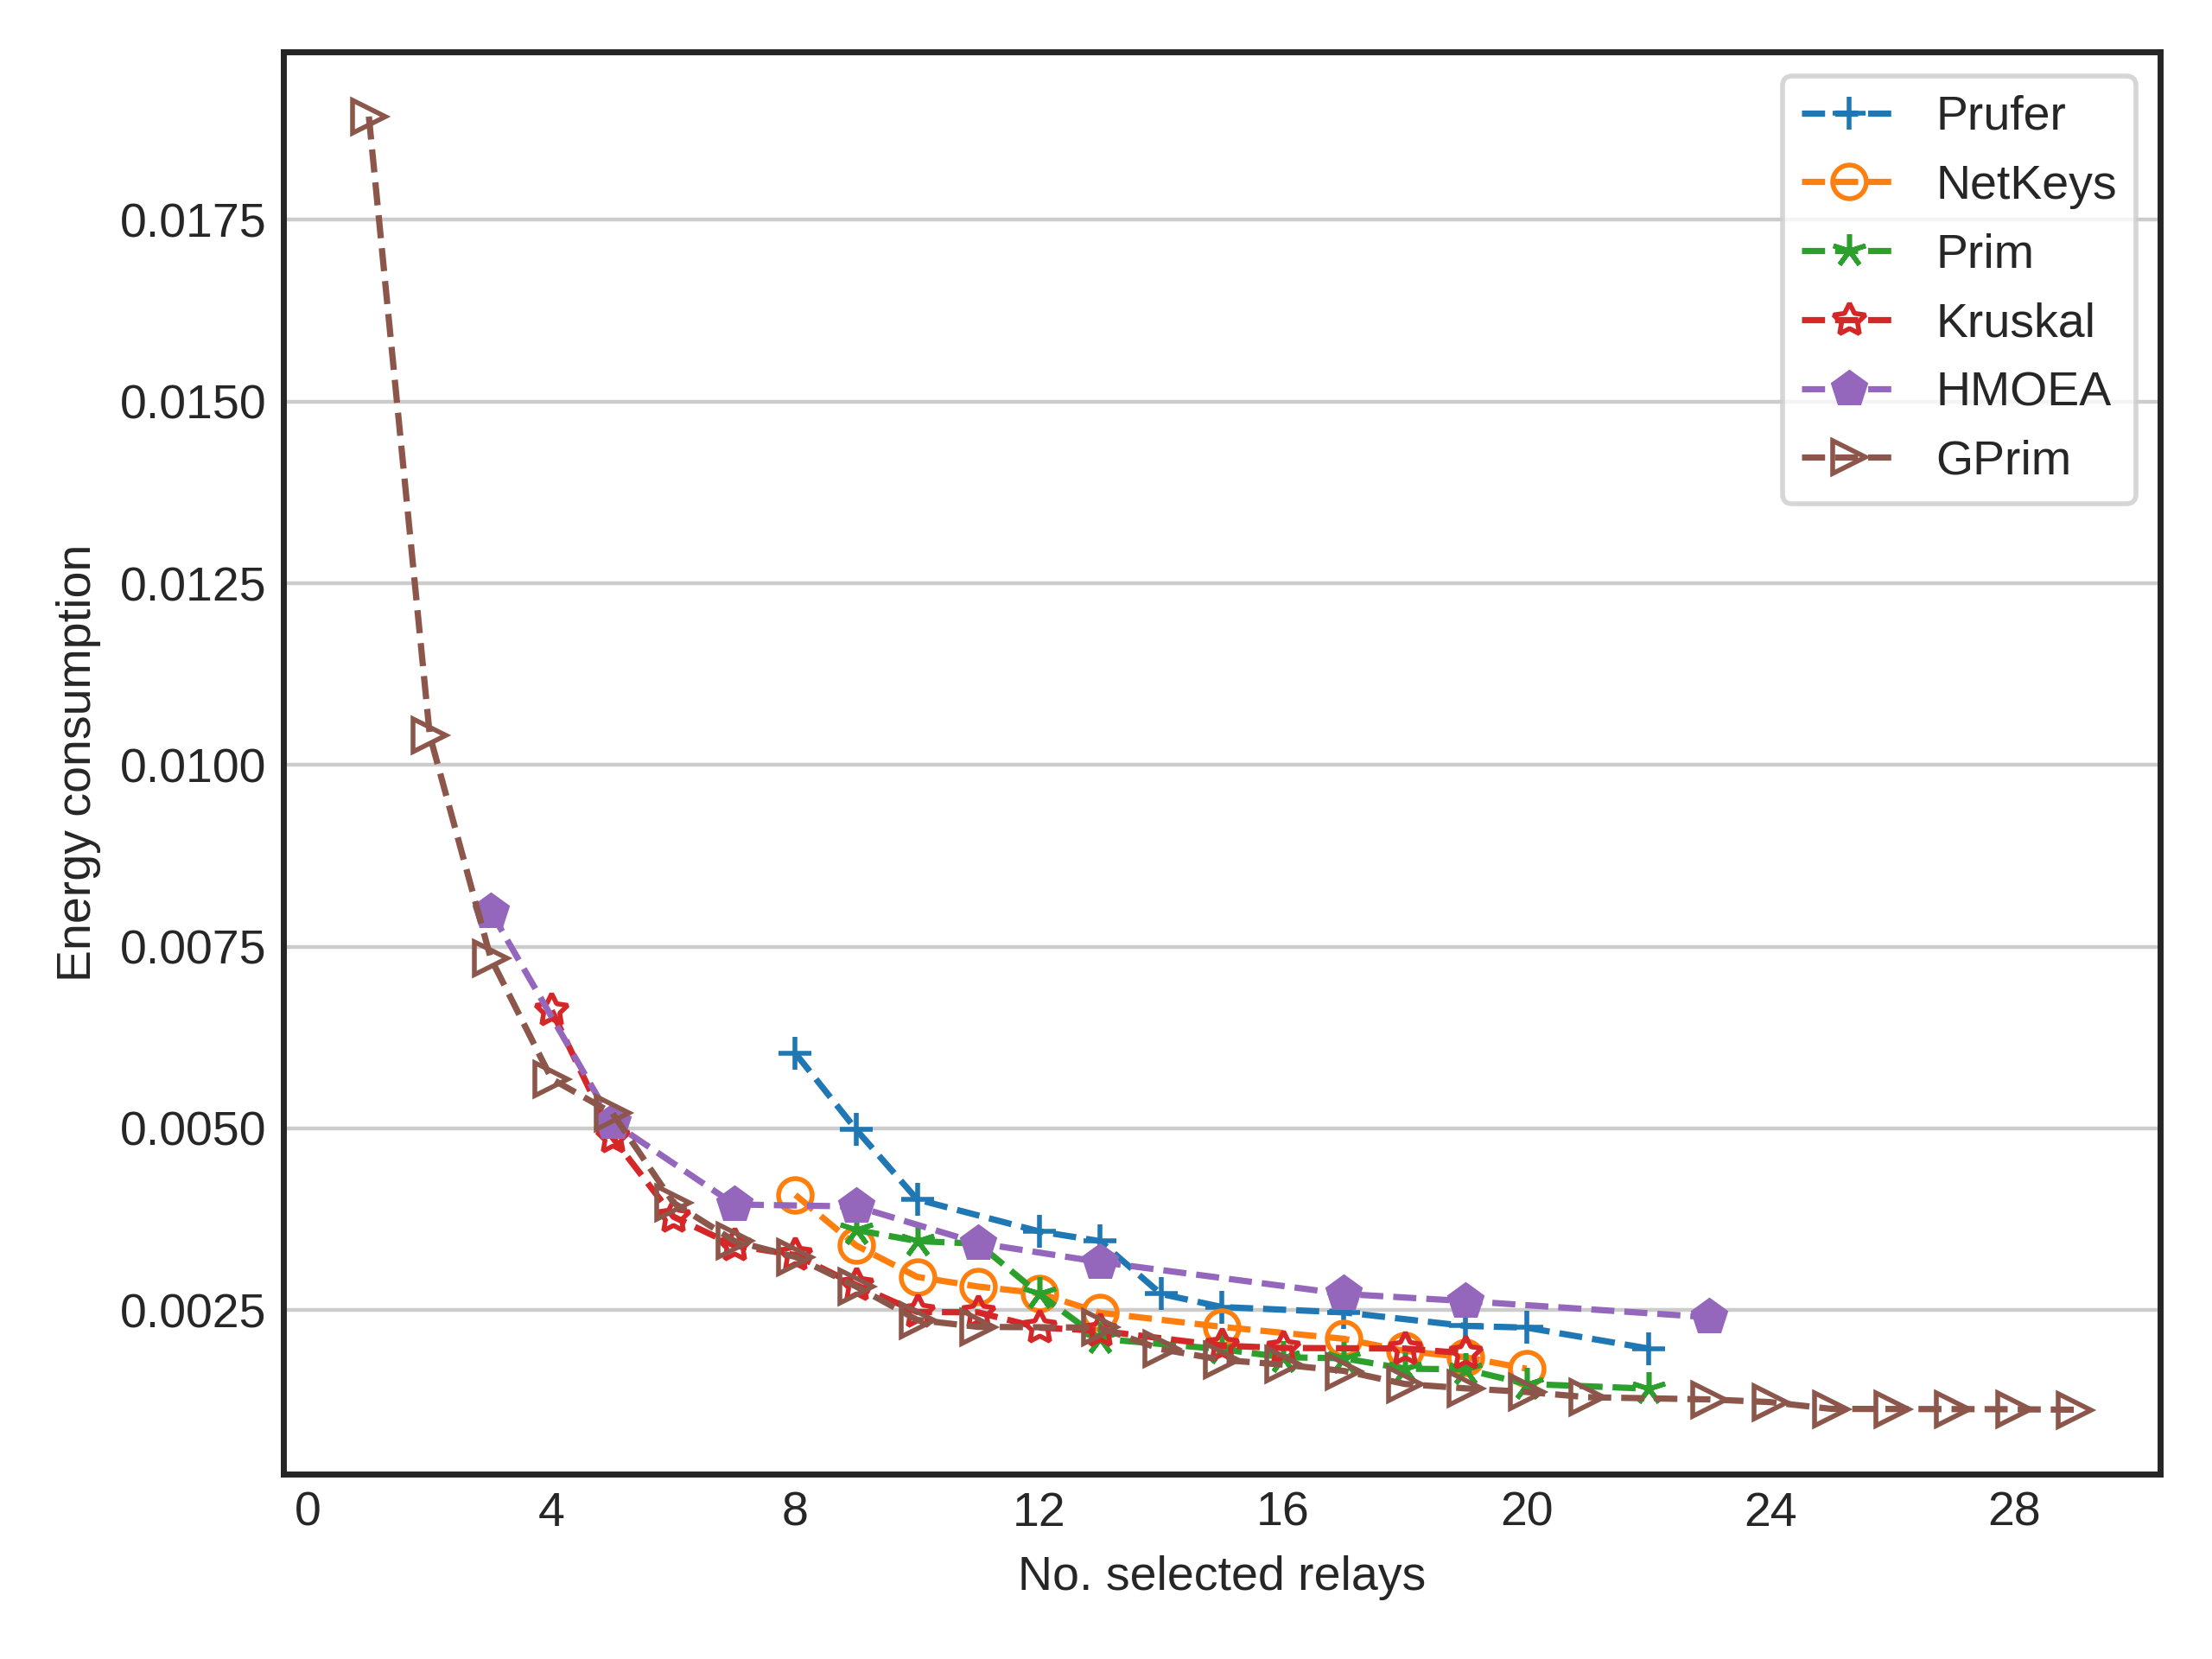 Prufer
NetKeys
Prim
Kruskal
HMOEA
GPrim
0.0175
0.0150
0.0125
0.0100
0.0075
0.0050
0.0025
Energy consumption
0 4 8 12 16 20 24 28
No. selected relays